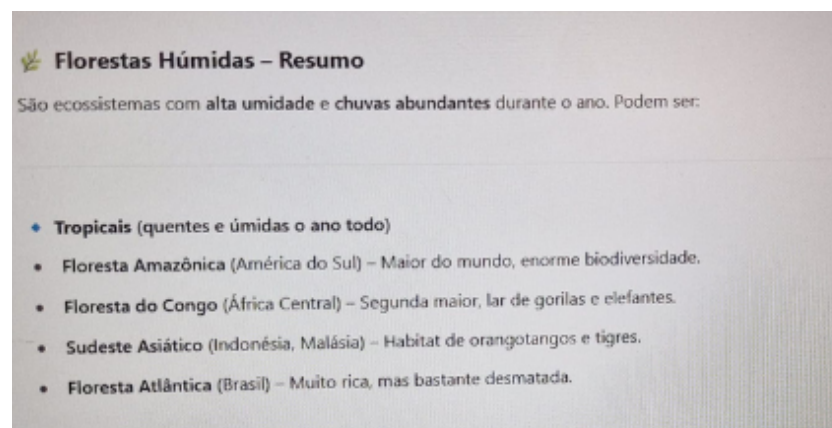 Florestas Húmidas – Resumo
São ecossistemas com alta umidade e chuvas abundantes durante o ano. Podem ser:
Tropicais (quentes e úmidas o ano todo)
Floresta Amazônica (América do Sul) – Maior do mundo, enorme biodiversidade.
Floresta do Congo (África Central) – Segunda maior, lar de gorilas e elefantes.
Sudeste Asiático (Indonésia, Malásia) – Habitat de orangotangos e tigres.
Floresta Atlântica (Brasil) – Muito rica, mas bastante desmatada.